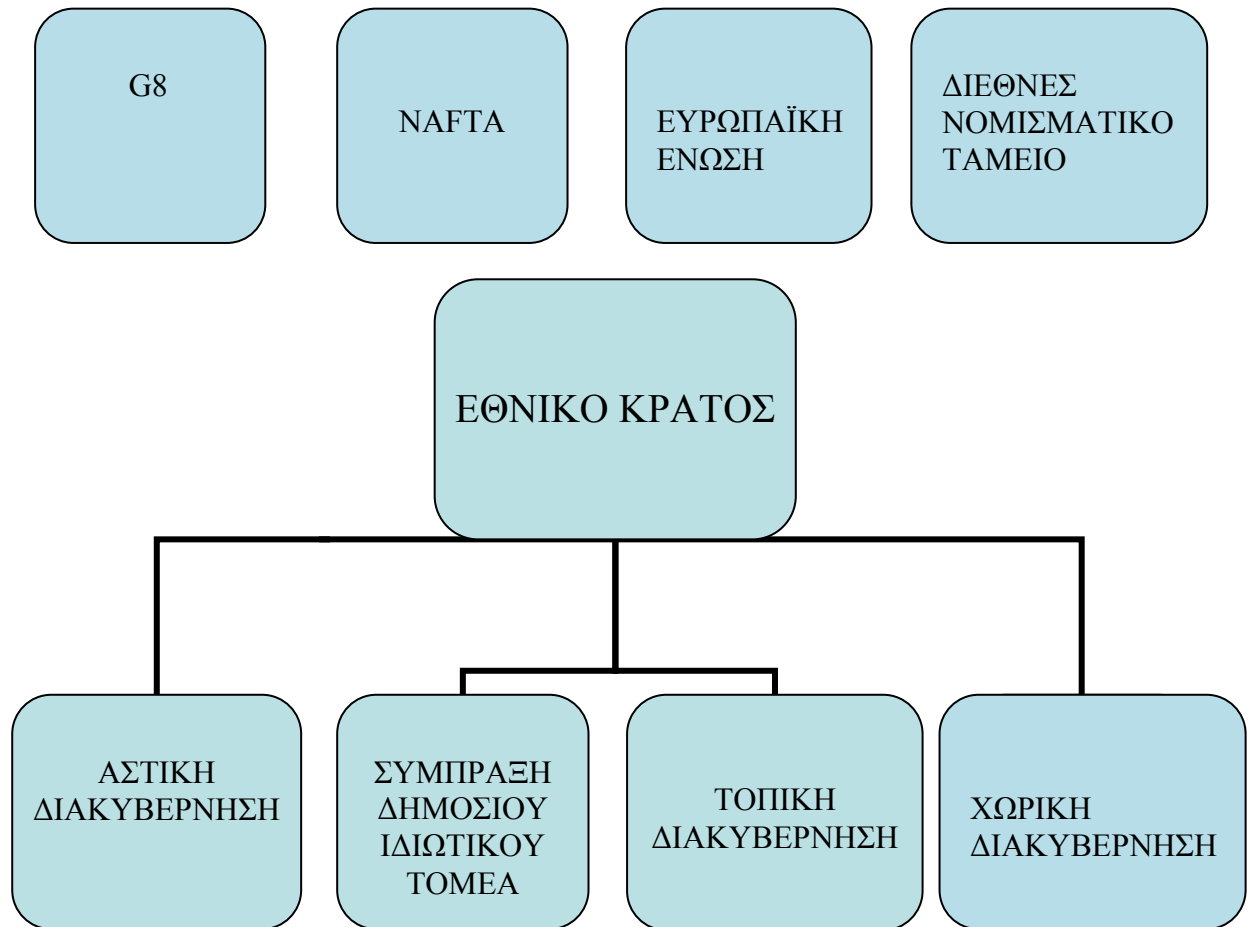 G8
NAFTA
ΕΥΡΩΠΑΪΚΗ
ΕΝΩΣΗ
ΔΙΕΘΝΕΣ
ΝΟΜΙΣΜΑΤΙΚΟ
ΤΑΜΕΙΟ
ΕΘΝΙΚΟ ΚΡΑΤΟΣ
ΑΣΤΙΚΗ
ΔΙΑΚΥΒΕΡΝΗΣΗ
ΣΥΜΠΡΑΞΗ
ΔΗΜΟΣΙΟΥ
ΙΔΙΩΤΙΚΟΥ
ΤΟΜΕΑ
ΤΟΠΙΚΗ
ΔΙΑΚΥΒΕΡΝΗΣΗ
ΧΩΡΙΚΗ
ΔΙΑΚΥΒΕΡΝΗΣΗ